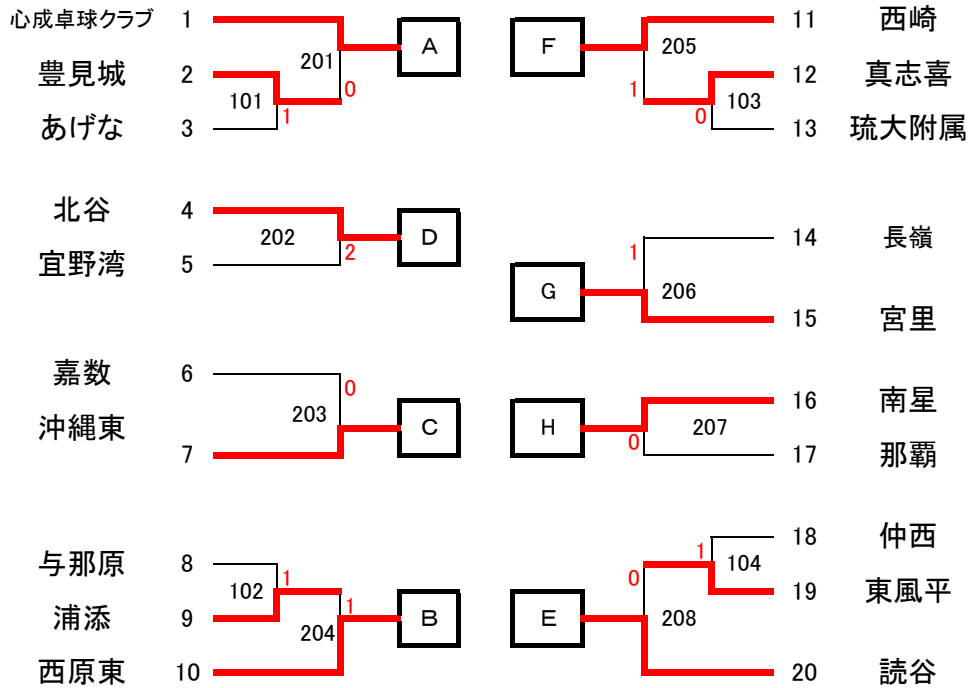 心成卓球クラブ 1
201
0
A
豊見城 2
101
1
あげな 3
北谷 4
202
2
D
宜野湾 5
嘉数 6
0
203
C
沖縄東 7
与那原 8
102
1
浦添 9
1
204
B
西原東 10
11 西崎
F
205
1
12 真志喜
103
0
13 琉大附属
14 長嶺
1
G
206
15 宮里
16 南星
H
207
0
17 那覇
18 仲西
1
104
0
19 東風平
E
208
20 読谷